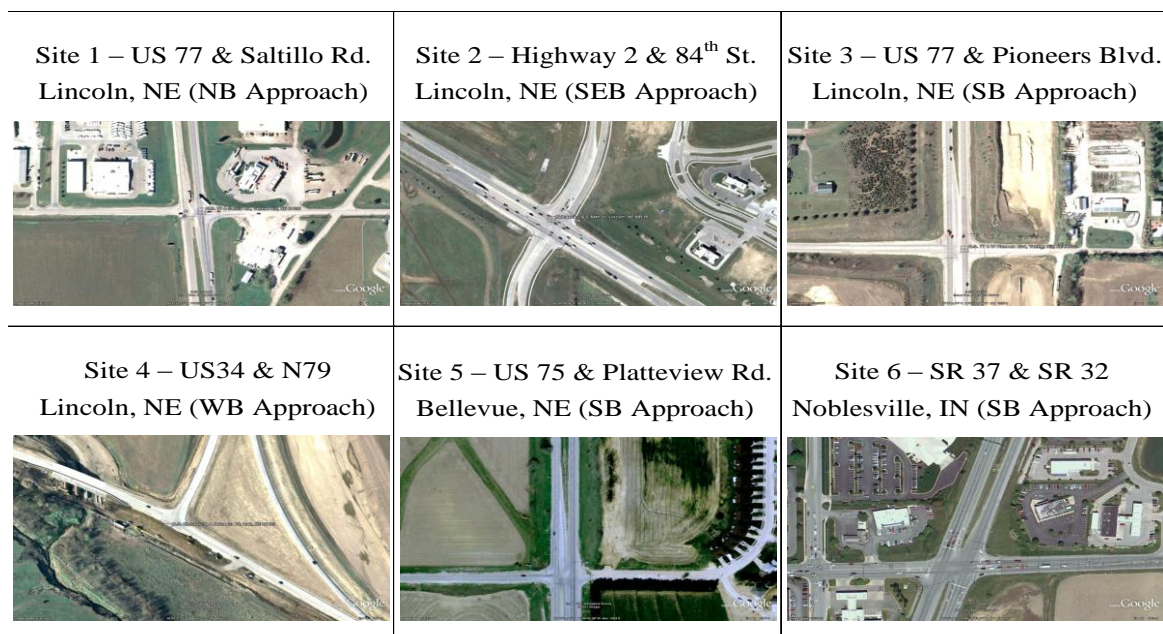 Site 1 – US 77 & Saltillo Rd.
Lincoln, NE (NB Approach)
Google
Site 2 – Highway 2 & 84th St.
Lincoln, NE (SEB Approach)
Google
Site 3 – US 77 & Pioneers Blvd.
Lincoln, NE (SB Approach)
Google
Site 4 – US34 & N79
Lincoln, NE (WB Approach)
Google
Site 5 – US 75 & Platteview Rd.
Bellevue, NE (SB Approach)
Google
Site 6 – SR 37 & SR 32
Noblesville, IN (SB Approach)
Google